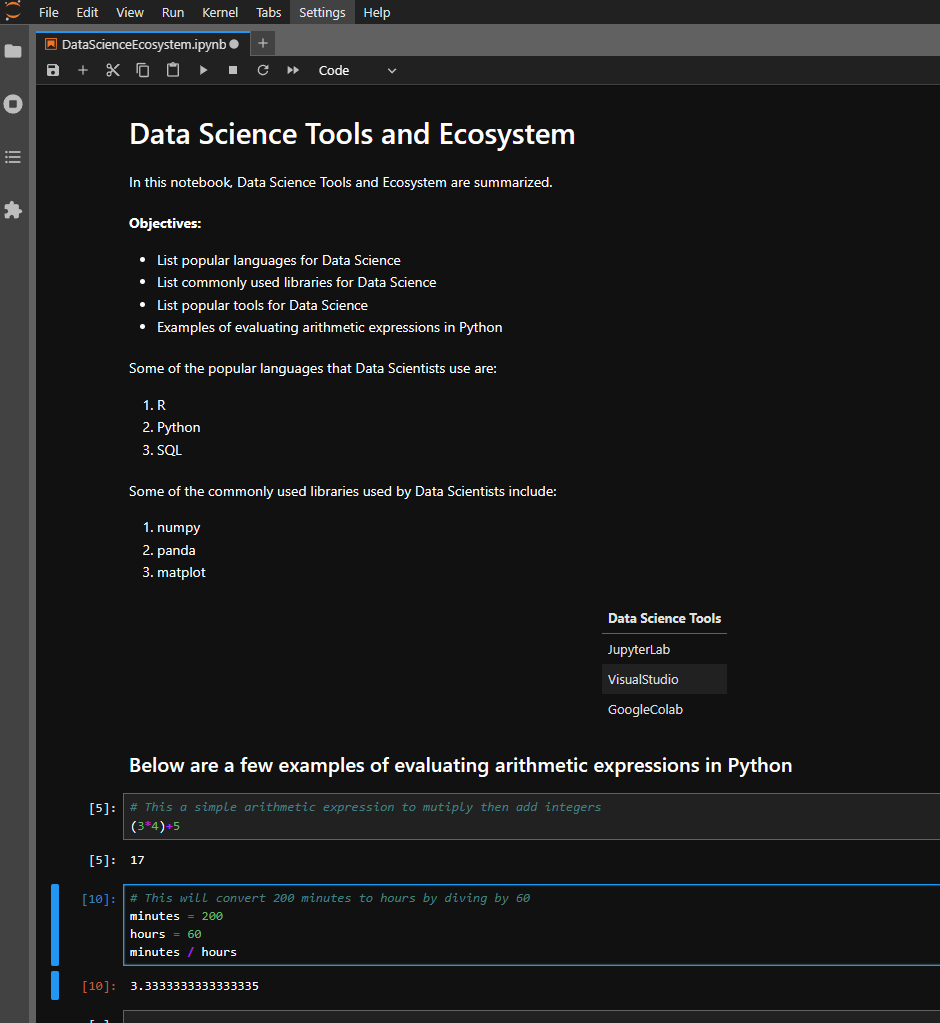 File Edit View Run Kernel Tabs Settings Help
DataScienceEcosystem.ipynb
Code
Data Science Tools and Ecosystem
In this notebook, Data Science Tools and Ecosystem are summarized.
Objectives:
• List popular languages for Data Science
• List commonly used libraries for Data Science
• List popular tools for Data Science
• Examples of evaluating arithmetic expressions in Python
Some of the popular languages that Data Scientists use are:
1. R
2. Python
3. SQL
Some of the commonly used libraries used by Data Scientists include:
1. numpy
2. panda
3. matplot
Data Science Tools
JupyterLab
VisualStudio
GoogleColab
Below are a few examples of evaluating arithmetic expressions in Python
[5]: # This a simple arithmetic expression to mutiply then add integers
(3*4)+5
[5]: 17
[10]: # This will convert 200 minutes to hours by diving by 60
minutes = 200
hours = 60
minutes / hours
[10]: 3.3333333333333335